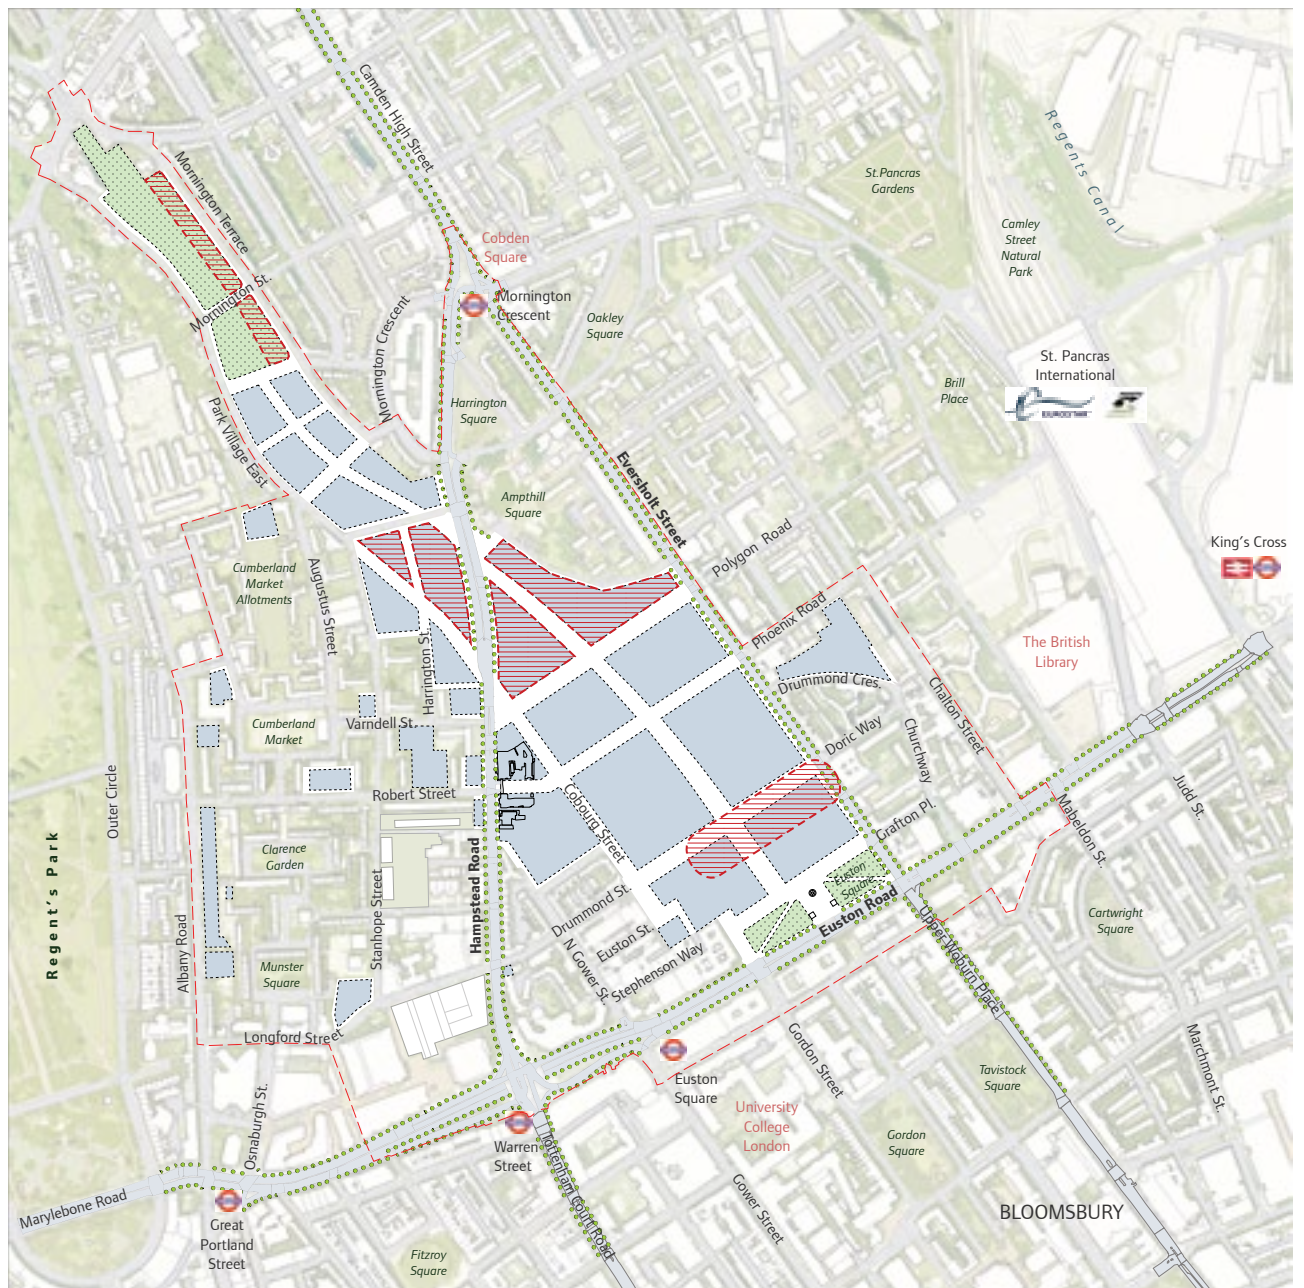 Camden High Street
Regents Canal
St.Pancras
Gardens
Mornington Terrace
Cobden
Square
Camley
Street
Natural
Park
Mornington St.
Mornington
Crescent
Mornington Crescent
Oakley
Square
St. Pancras
International
Brill
Place
EUROSTAR
Harrington
Square
Park Village East
Eversholt Street
Ampthill
Square
Polygon Road
King's Cross
Cumberland
Market
Allotments
Augustus Street
Phoenix Road
The British
Library
Harrington St.
Drummond Cres.
Chalton Street
Varndell St.
Cumberland
Market
Doric Way
Churchway
Outer Circle
Robert Street
Cobourg Street
Judd St.
Mabeldon St.
Grafton Pl.
Regent's Park
Clarence
Garden
Hampstead Road
Stanhope Street
Euston
Square
Drummond St.
Euston Road
Albany Road
Euston St.
N Gower St.
Stephenson Way
Upper Woburn Place
Cartwright
Square
Munster
Square
Longford Street
Gordon Street
Marchmont St.
Euston
Square
Tavistock
Square
Osnaburgh St.
University
College
London
Gordon
Square
Warren
Street
Tottenham Court Road
Gower Street
Marylebone Road
Great
Portland
Street
BLOOMSBURY
Fitzroy
Square